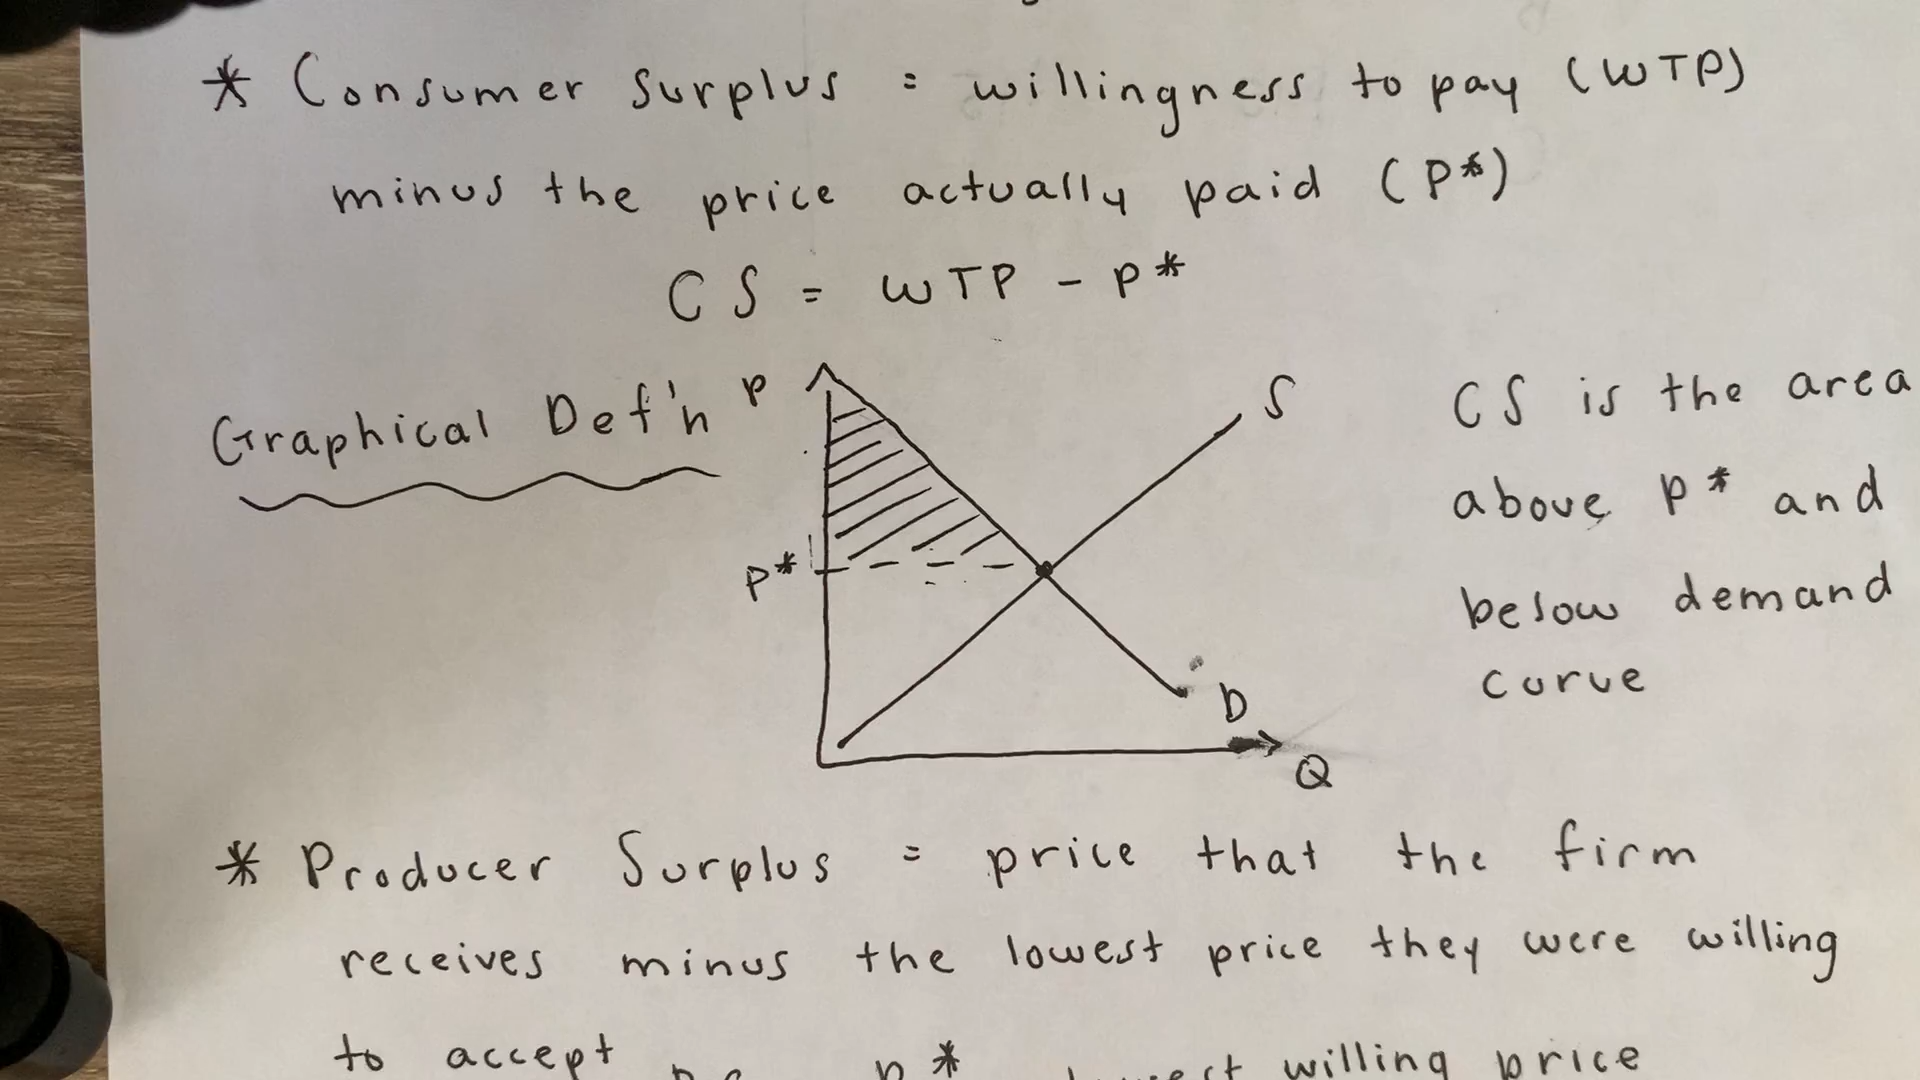 * Consumer Surplus = willingness to pay (WTP)
minus the price actually paid (P*)
CS = WTP - P*
Graphical Def'n
P
S
P*
D
Q
CS is the area
above P* and
below demand
curve
* Producer Surplus = price that the firm
receives minus the lowest price they were willing
to accept
P* willing price